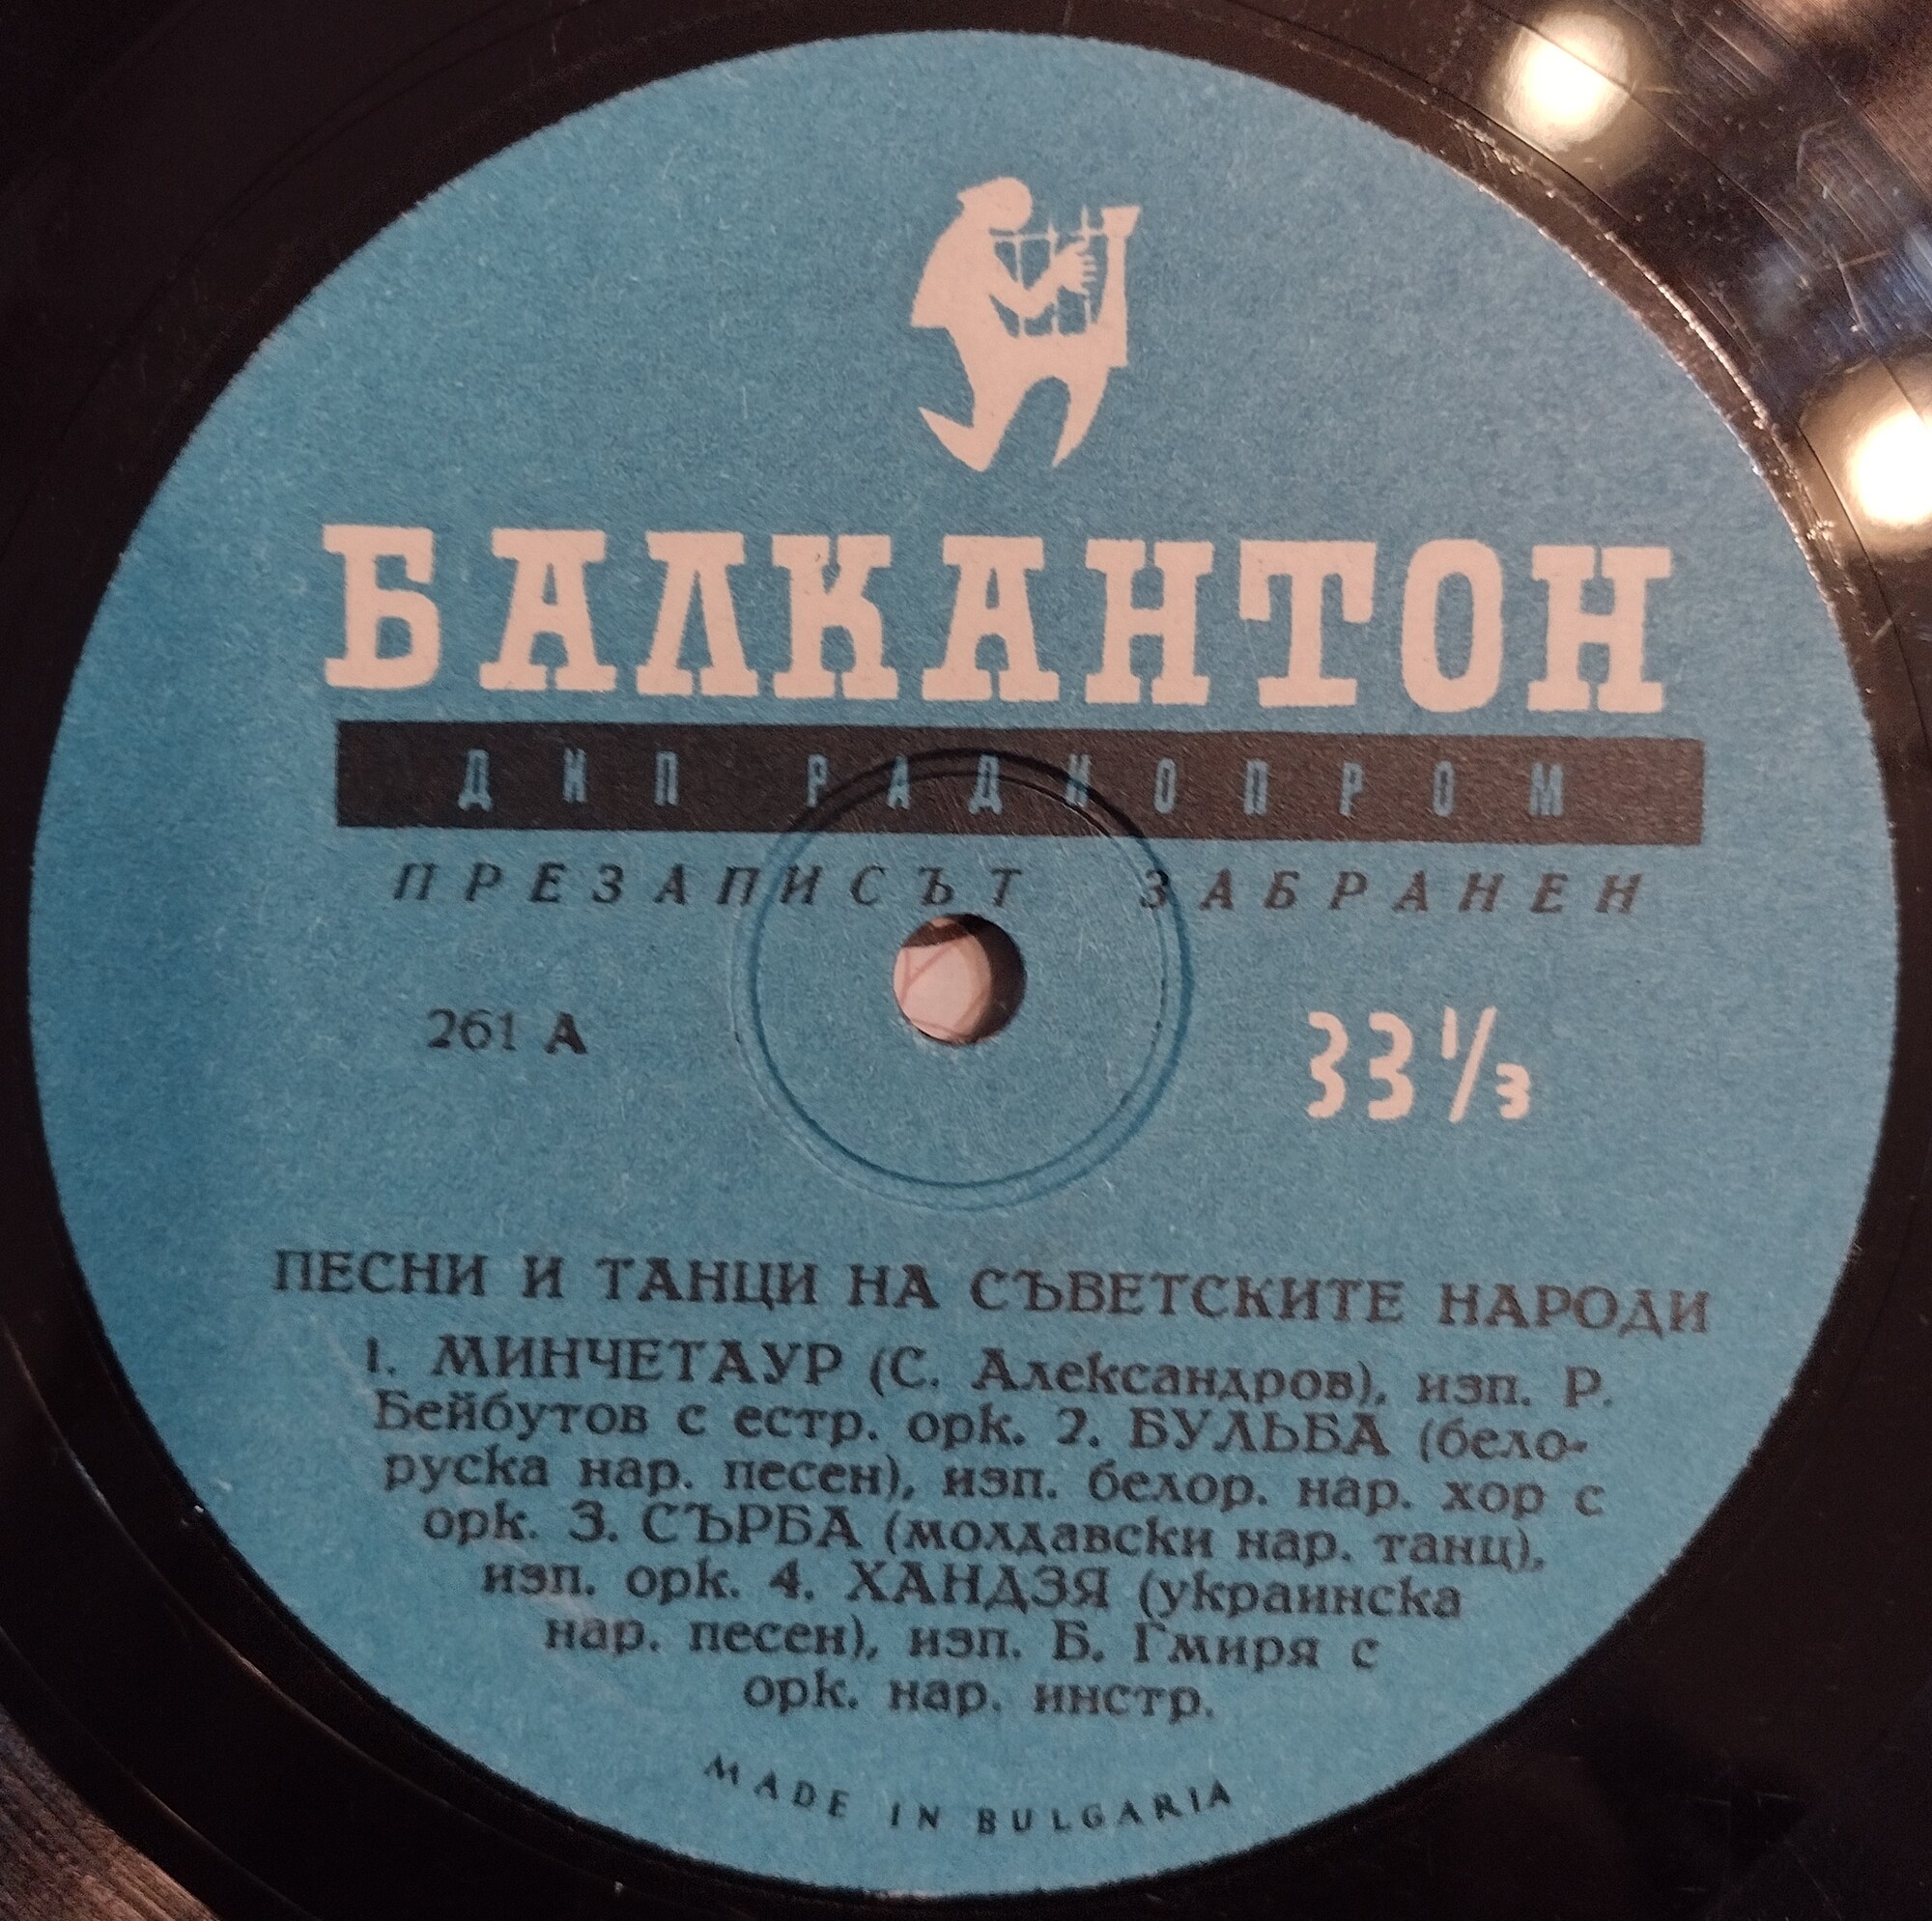 БАЛКАНТОН
ДИП РАДИОПРОМ
ПРЕЗАПИСЪТ ЗАБРАНЕН
261 А
33 1/3
ПЕСНИ И ТАНЦИ НА СЪВЕТСКИТЕ НАРОДИ
1. МИНЧЕТАУР (С. Александров), изп. Р.
Бейбутов с естр. орк. 2. БУЛЬБА (бело-
руска нар. песен), изп. белор. нар. хор с
орк. 3. СЪРБА (молдавски нар. танц),
изп. орк. 4. ХАНДЗЯ (украинска
нар. песен), изп. Б. Гмиря с
орк. нар. инстр.
MADE IN BULGARIA